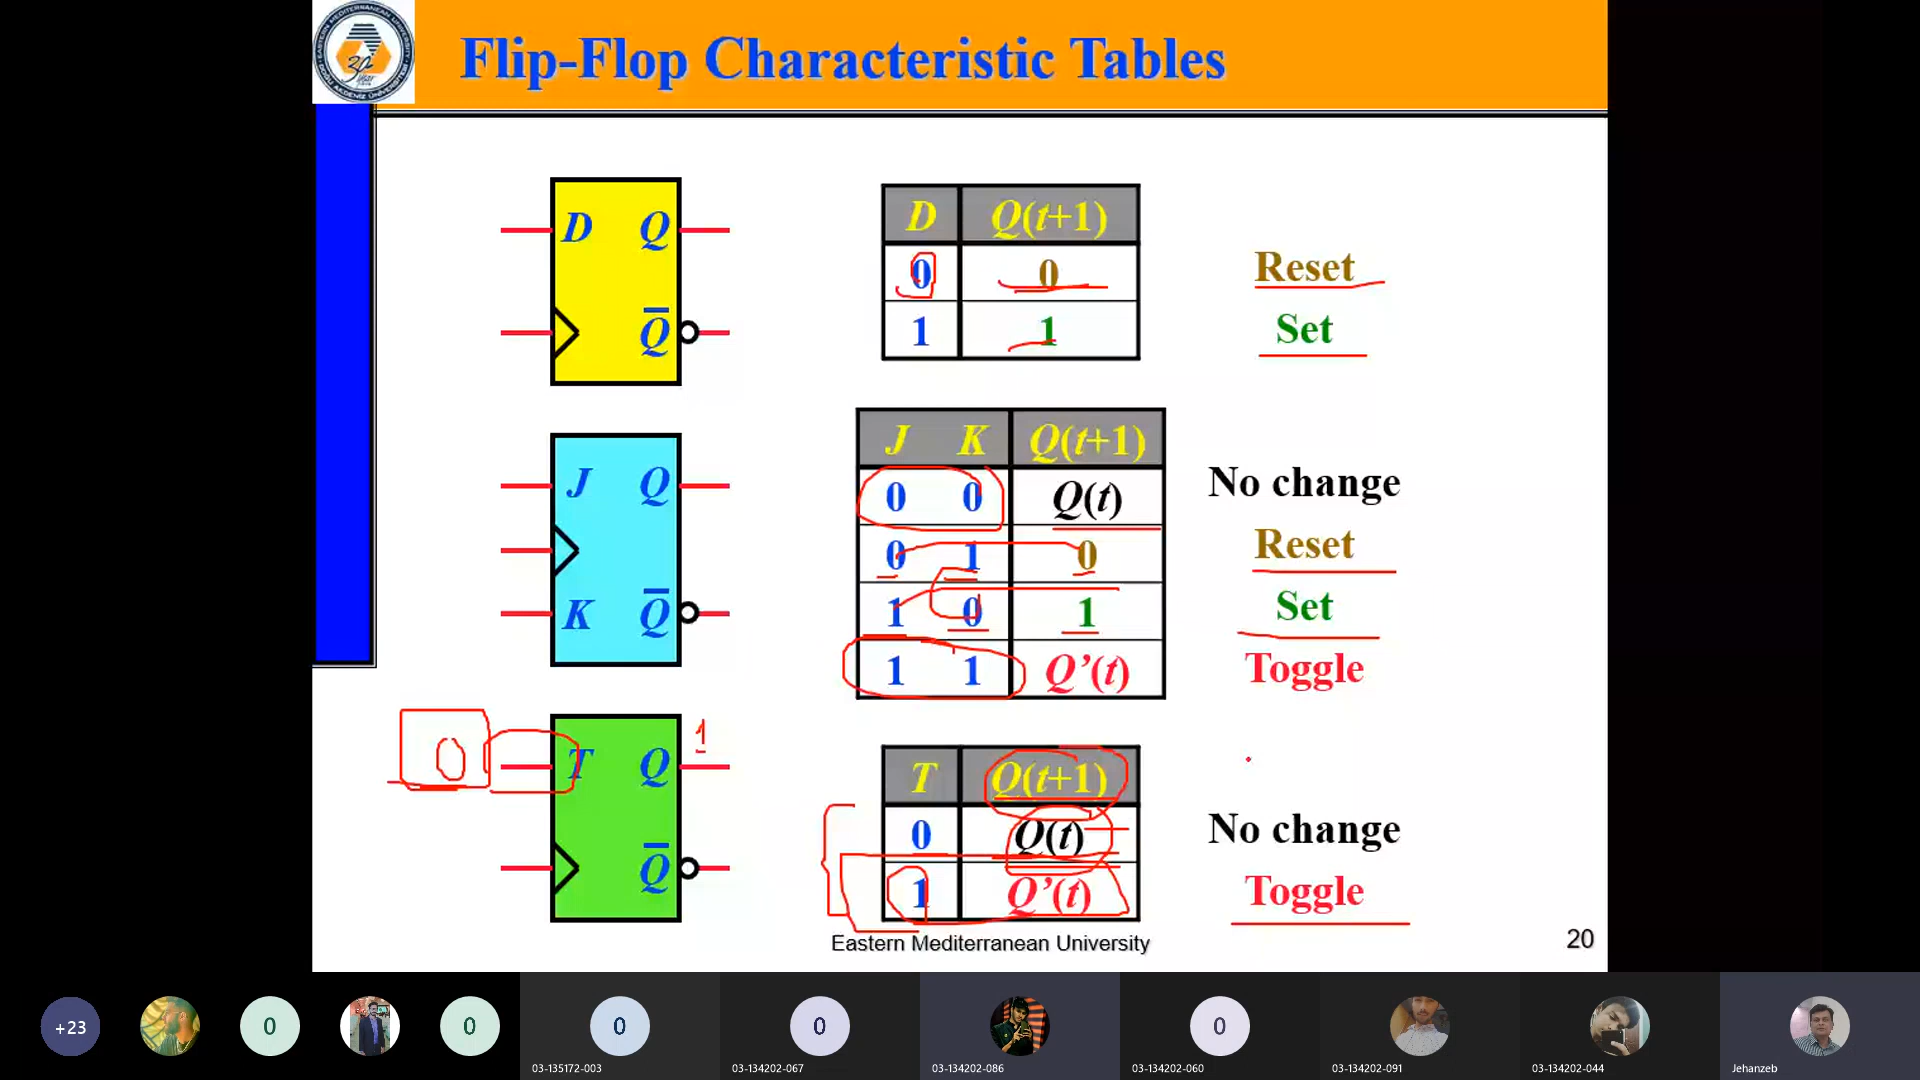 Flip-Flop Characteristic Tables
D Q
Q
D Q(t+1)
0 0 Reset
1 1 Set
J Q
K Q
J K Q(t+1)
0 0 Q(t) No change
0 1 0 Reset
1 0 1 Set
1 1 Q’(t) Toggle
0 T Q 1
Q
T Q(t+1)
0 Q(t) No change
1 Q’(t) Toggle
Eastern Mediterranean University
20
+23
0
0
0
0
0
03-135172-003
03-134202-067
03-134202-086
03-134202-060
03-134202-091
03-134202-044
Jehanzeb